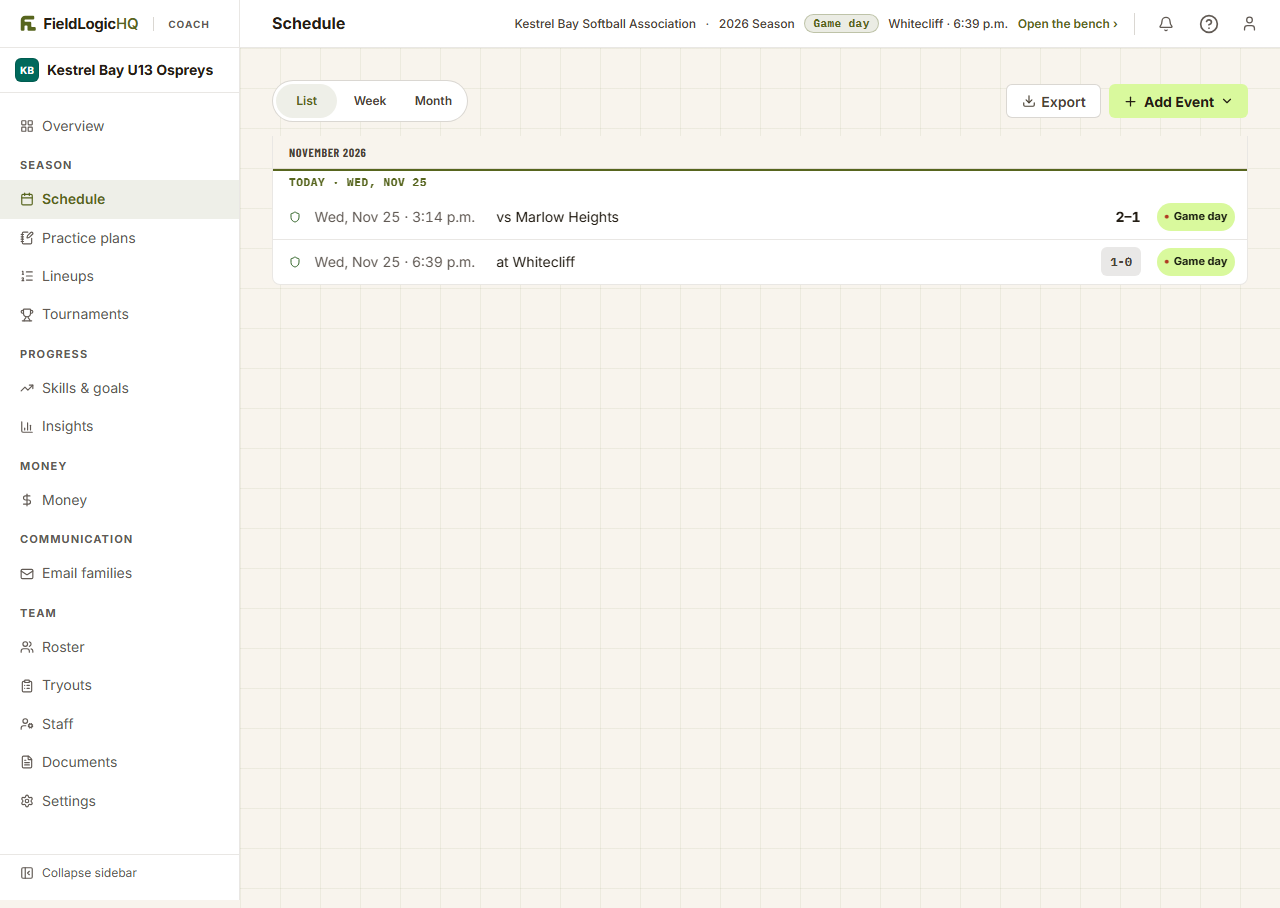 FieldLogicHQ COACH
Schedule
Kestrel Bay Softball Association · 2026 Season Game day Whitecliff · 6:39 p.m. Open the bench ›
KB Kestrel Bay U13 Ospreys
Overview
SEASON
Schedule
Practice plans
Lineups
Tournaments
PROGRESS
Skills & goals
Insights
MONEY
Money
COMMUNICATION
Email families
TEAM
Roster
Tryouts
Staff
Documents
Settings
Collapse sidebar
List Week Month
Export
Add Event
NOVEMBER 2026
TODAY · WED, NOV 25
Wed, Nov 25 · 3:14 p.m. vs Marlow Heights 2–1 Game day
Wed, Nov 25 · 6:39 p.m. at Whitecliff 1-0 Game day